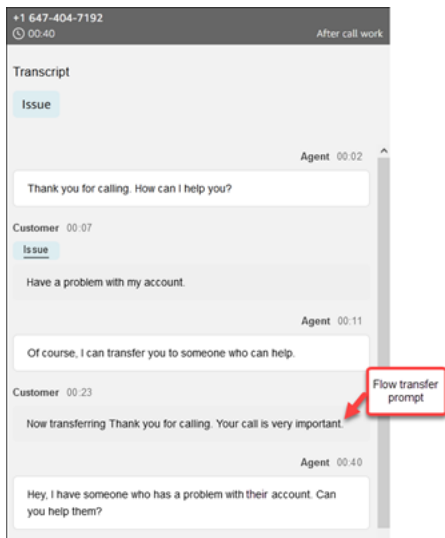 +1 647-404-7192
00:40 After call work
Transcript
Issue
Agent 00:02
Thank you for calling. How can I help you?
Customer 00:07
Issue
Have a problem with my account.
Agent 00:11
Of course, I can transfer you to someone who can help.
Customer 00:23
Flow transfer
prompt
Now transferring Thank you for calling. Your call is very important.
Agent 00:40
Hey, I have someone who has a problem with their account. Can
you help them?